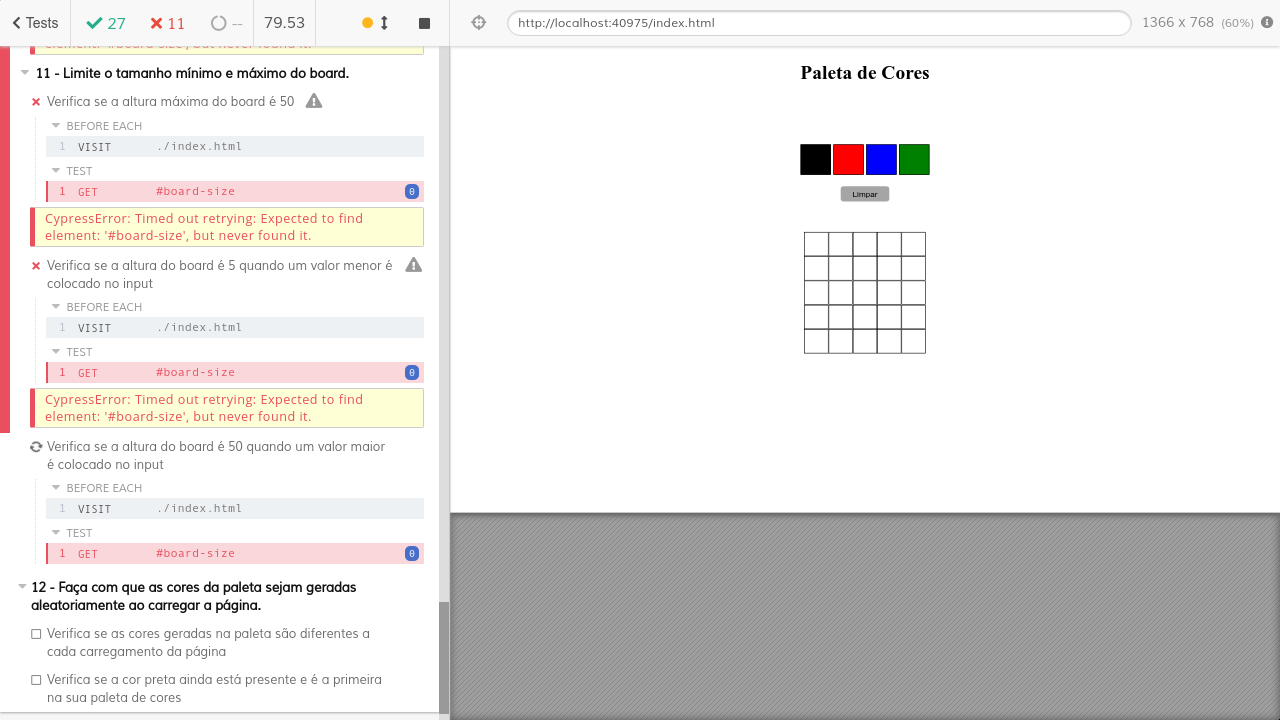 Tests
27
11
--
79.53
http://localhost:40975/index.html
1366 x 768 (60%)
element: '#board-size', but never found it.
11 - Limite o tamanho mínimo e máximo do board.
Verifica se a altura máxima do board é 50
BEFORE EACH
1 VISIT ./index.html
TEST
1 GET #board-size 0
CypressError: Timed out retrying: Expected to find
element: '#board-size', but never found it.
Verifica se a altura do board é 5 quando um valor menor é
colocado no input
BEFORE EACH
1 VISIT ./index.html
TEST
1 GET #board-size 0
CypressError: Timed out retrying: Expected to find
element: '#board-size', but never found it.
Verifica se a altura do board é 50 quando um valor maior
é colocado no input
BEFORE EACH
1 VISIT ./index.html
TEST
1 GET #board-size 0
12 - Faça com que as cores da paleta sejam geradas
aleatoriamente ao carregar a página.
Verifica se as cores geradas na paleta são diferentes a
cada carregamento da página
Verifica se a cor preta ainda está presente e é a primeira
na sua paleta de cores
Paleta de Cores
Limpar